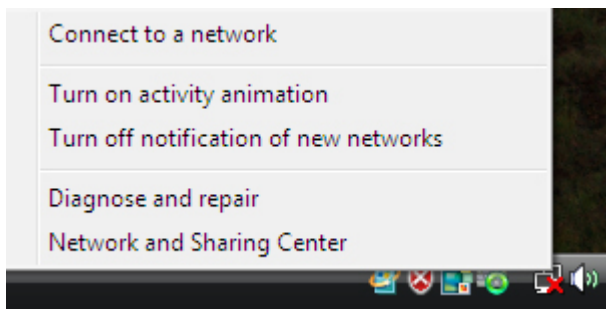 Connect to a network
Turn on activity animation
Turn off notification of new networks
Diagnose and repair
Network and Sharing Center